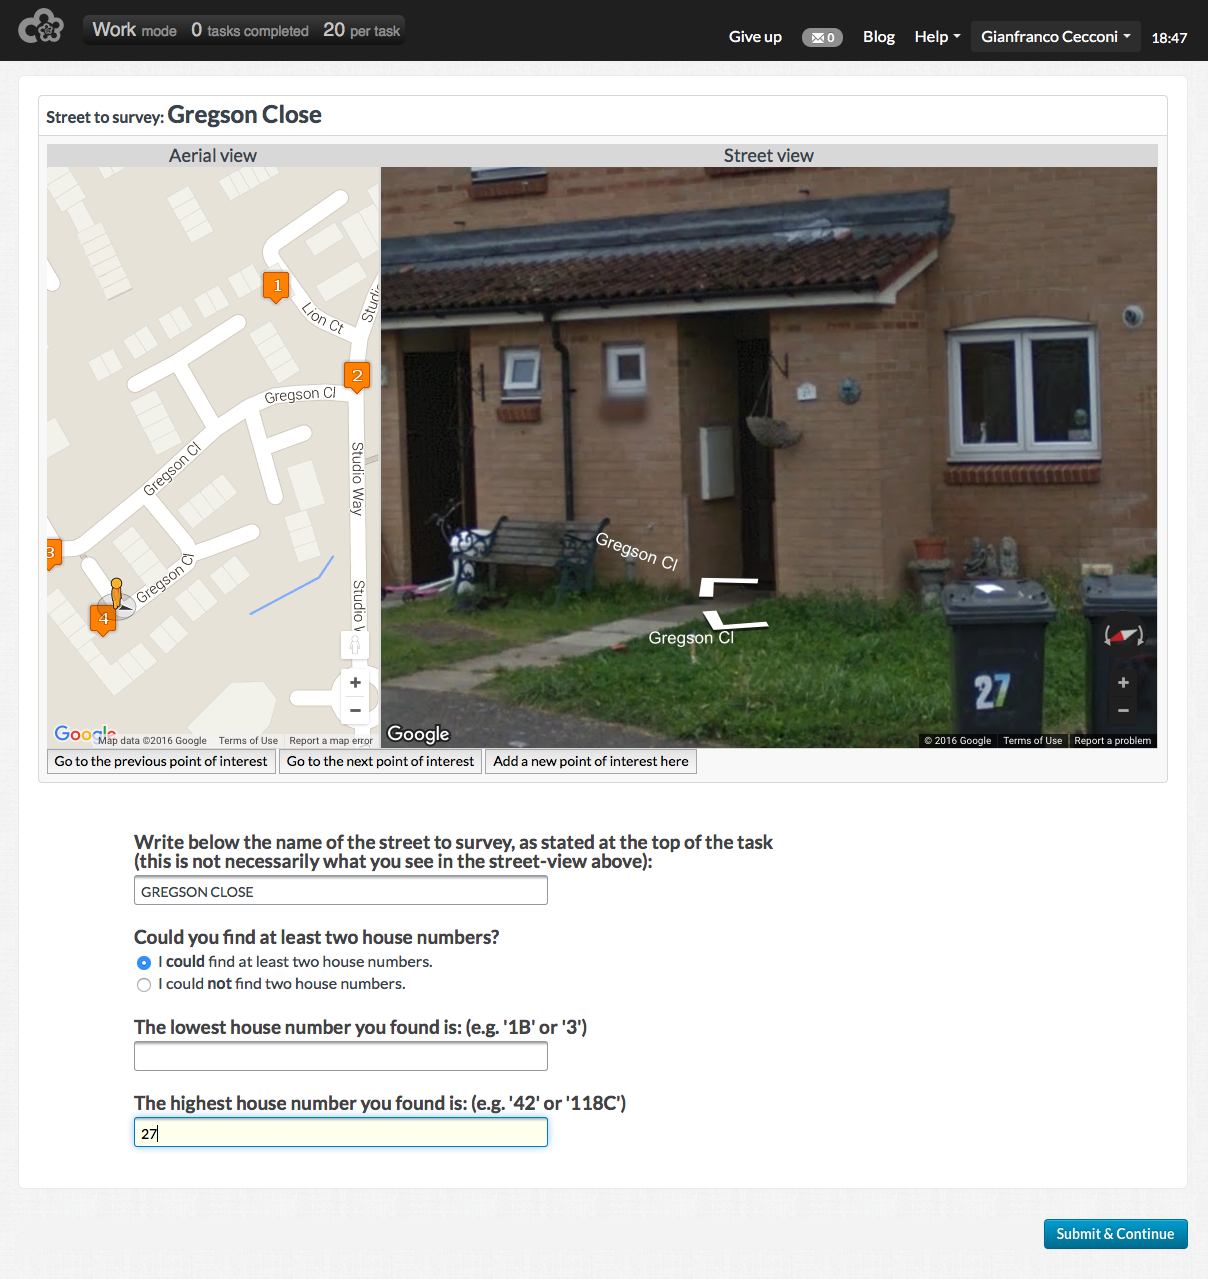 Work mode 0 tasks completed 20 per task
Give up 0 Blog Help Gianfranco Cecconi 18:47
Street to survey: Gregson Close
Aerial view
Street view
1
Lion Ct
Studio
2
Gregson Cl
Gregson Cl
Studio Way
3
Gregson Cl
4
Studio W
+
−
Google
Map data ©2016 Google Terms of Use Report a map error
27
Gregson Cl
Gregson Cl
27
+
−
Google
© 2016 Google Terms of Use Report a problem
Go to the previous point of interest Go to the next point of interest Add a new point of interest here
Write below the name of the street to survey, as stated at the top of the task
(this is not necessarily what you see in the street-view above):
GREGSON CLOSE
Could you find at least two house numbers?
I could find at least two house numbers.
I could not find two house numbers.
The lowest house number you found is: (e.g. '1B' or '3')
The highest house number you found is: (e.g. '42' or '118C')
27
Submit & Continue